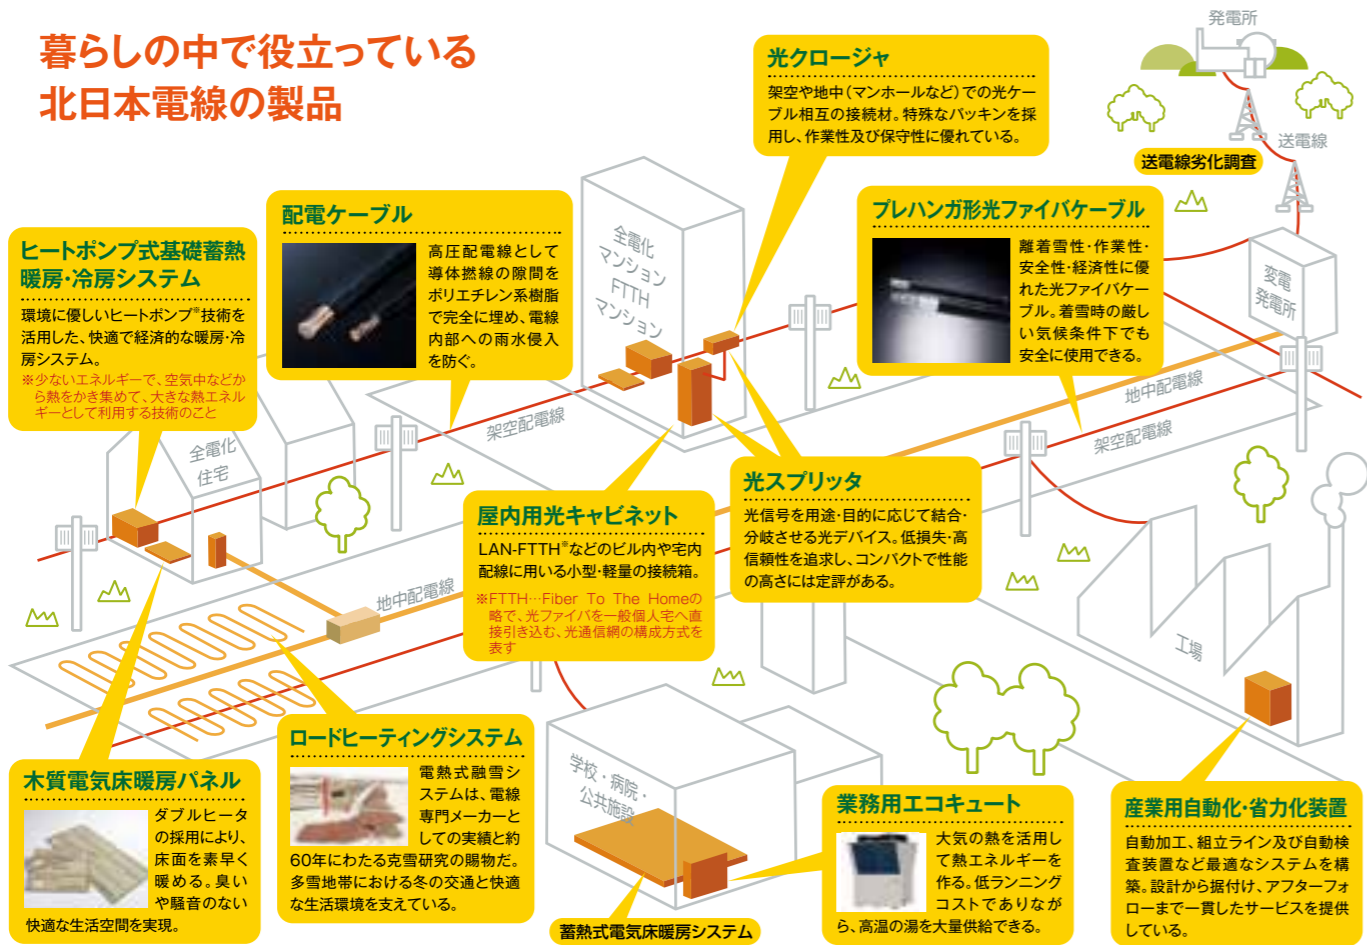 暮らしの中で役立っている
北日本電線の製品
光クロージャ
架空や地中(マンホールなど)での光ケー
ブル相互の接続材。特殊なパッキンを採
用し、作業性及び保守性に優れている。
発電所
送電線
送電線劣化調査
配電ケーブル
高圧配電線として
導体撚線の隙間を
ポリエチレン系樹脂
で完全に埋め、電線
内部への雨水侵入
を防ぐ。
全電化
マンション
FTTH
マンション
プレハンガ形光ファイバケーブル
離着雪性・作業性・
安全性・経済性に優
れた光ファイバケー
ブル。着雪時の厳し
い気候条件下でも
安全に使用できる。
変電
発電所
ヒートポンプ式基礎蓄熱
暖房・冷房システム
環境に優しいヒートポンプ※技術を
活用した、快適で経済的な暖房・冷
房システム。
※少ないエネルギーで、空気中などか
ら熱をかき集めて、大きな熱エネル
ギーとして利用する技術のこと
全電化
住宅
架空配電線
地中配電線
架空配電線
屋内用光キャビネット
LAN-FTTH※などのビル内や宅内
配線に用いる小型・軽量の接続箱。
※FTTH…Fiber To The Homeの
略で、光ファイバを一般個人宅へ直
接引き込む、光通信網の構成方式を
表す
光スプリッタ
光信号を用途・目的に応じて結合・
分岐させる光デバイス。低損失・高
信頼性を追求し、コンパクトで性能
の高さには定評がある。
地中配電線
工場
木質電気床暖房パネル
ダブルヒータ
の採用により、
床面を素早く
暖める。臭い
や騒音のない
快適な生活空間を実現。
ロードヒーティングシステム
電熱式融雪シ
ステムは、電線
専門メーカーと
しての実績と約
60年にわたる克雪研究の賜物だ。
多雪地帯における冬の交通と快適
な生活環境を支えている。
学校・病院・
公共施設
蓄熱式電気床暖房システム
業務用エコキュート
大気の熱を活用し
て熱エネルギーを
作る。低ランニング
コストでありなが
ら、高温の湯を大量供給できる。
産業用自動化・省力化装置
自動加工、組立ライン及び自動検
査装置など最適なシステムを構
築。設計から据付け、アフターフォ
ローまで一貫したサービスを提供
している。